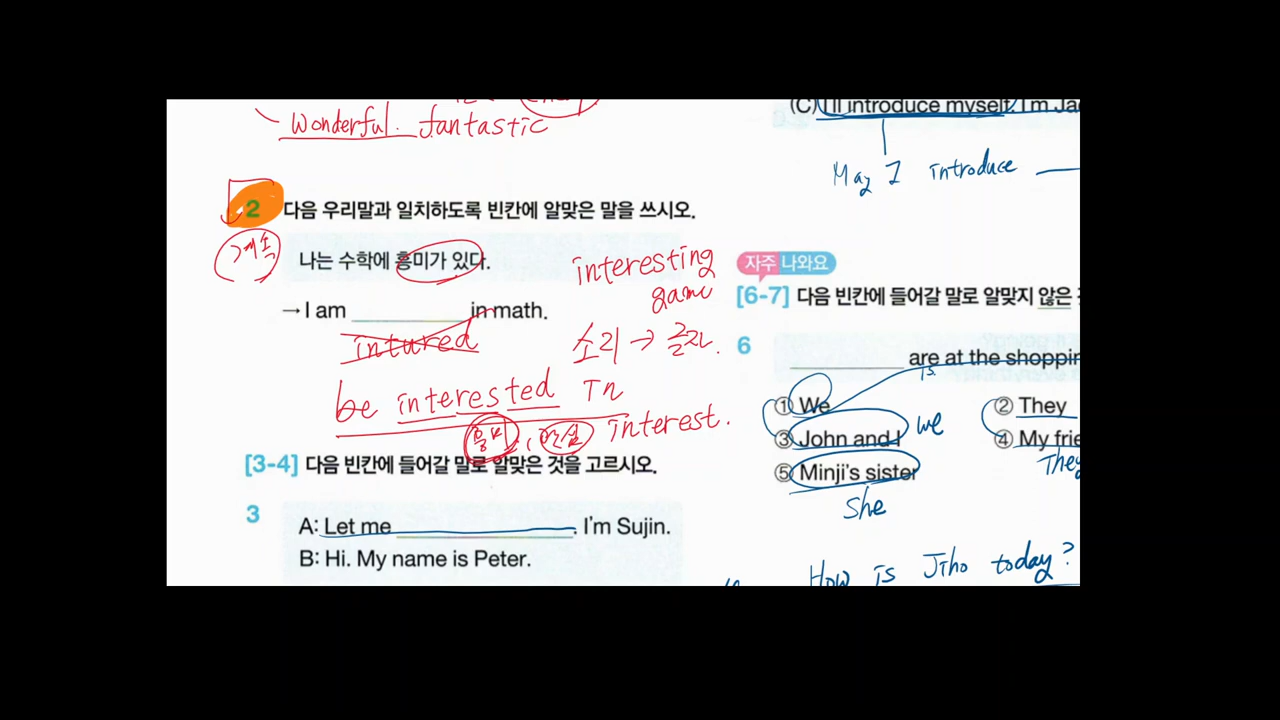 Wonderful. fantastic
2 다음 우리말과 일치하도록 빈칸에 알맞은 말을 쓰시오.
계속
나는 수학에 흥미가 있다.
→ I am __________ in math.
intured
interesting
game
소리 → 글자.
be interested In
흥미, 관심 interest.
[3-4] 다음 빈칸에 들어갈 말로 알맞은 것을 고르시오.
3
A: Let me ________________. I'm Sujin.
B: Hi. My name is Peter.
(C) I'll introduce myself. I'm Ja
May I introduce
자주 나와요
[6-7] 다음 빈칸에 들어갈 말로 알맞지 않은
6
__________ are at the shoppin
is.
① We
② They
③ John and I we
④ My frie
They
⑤ Minji's sister
She
How is Jiho today?